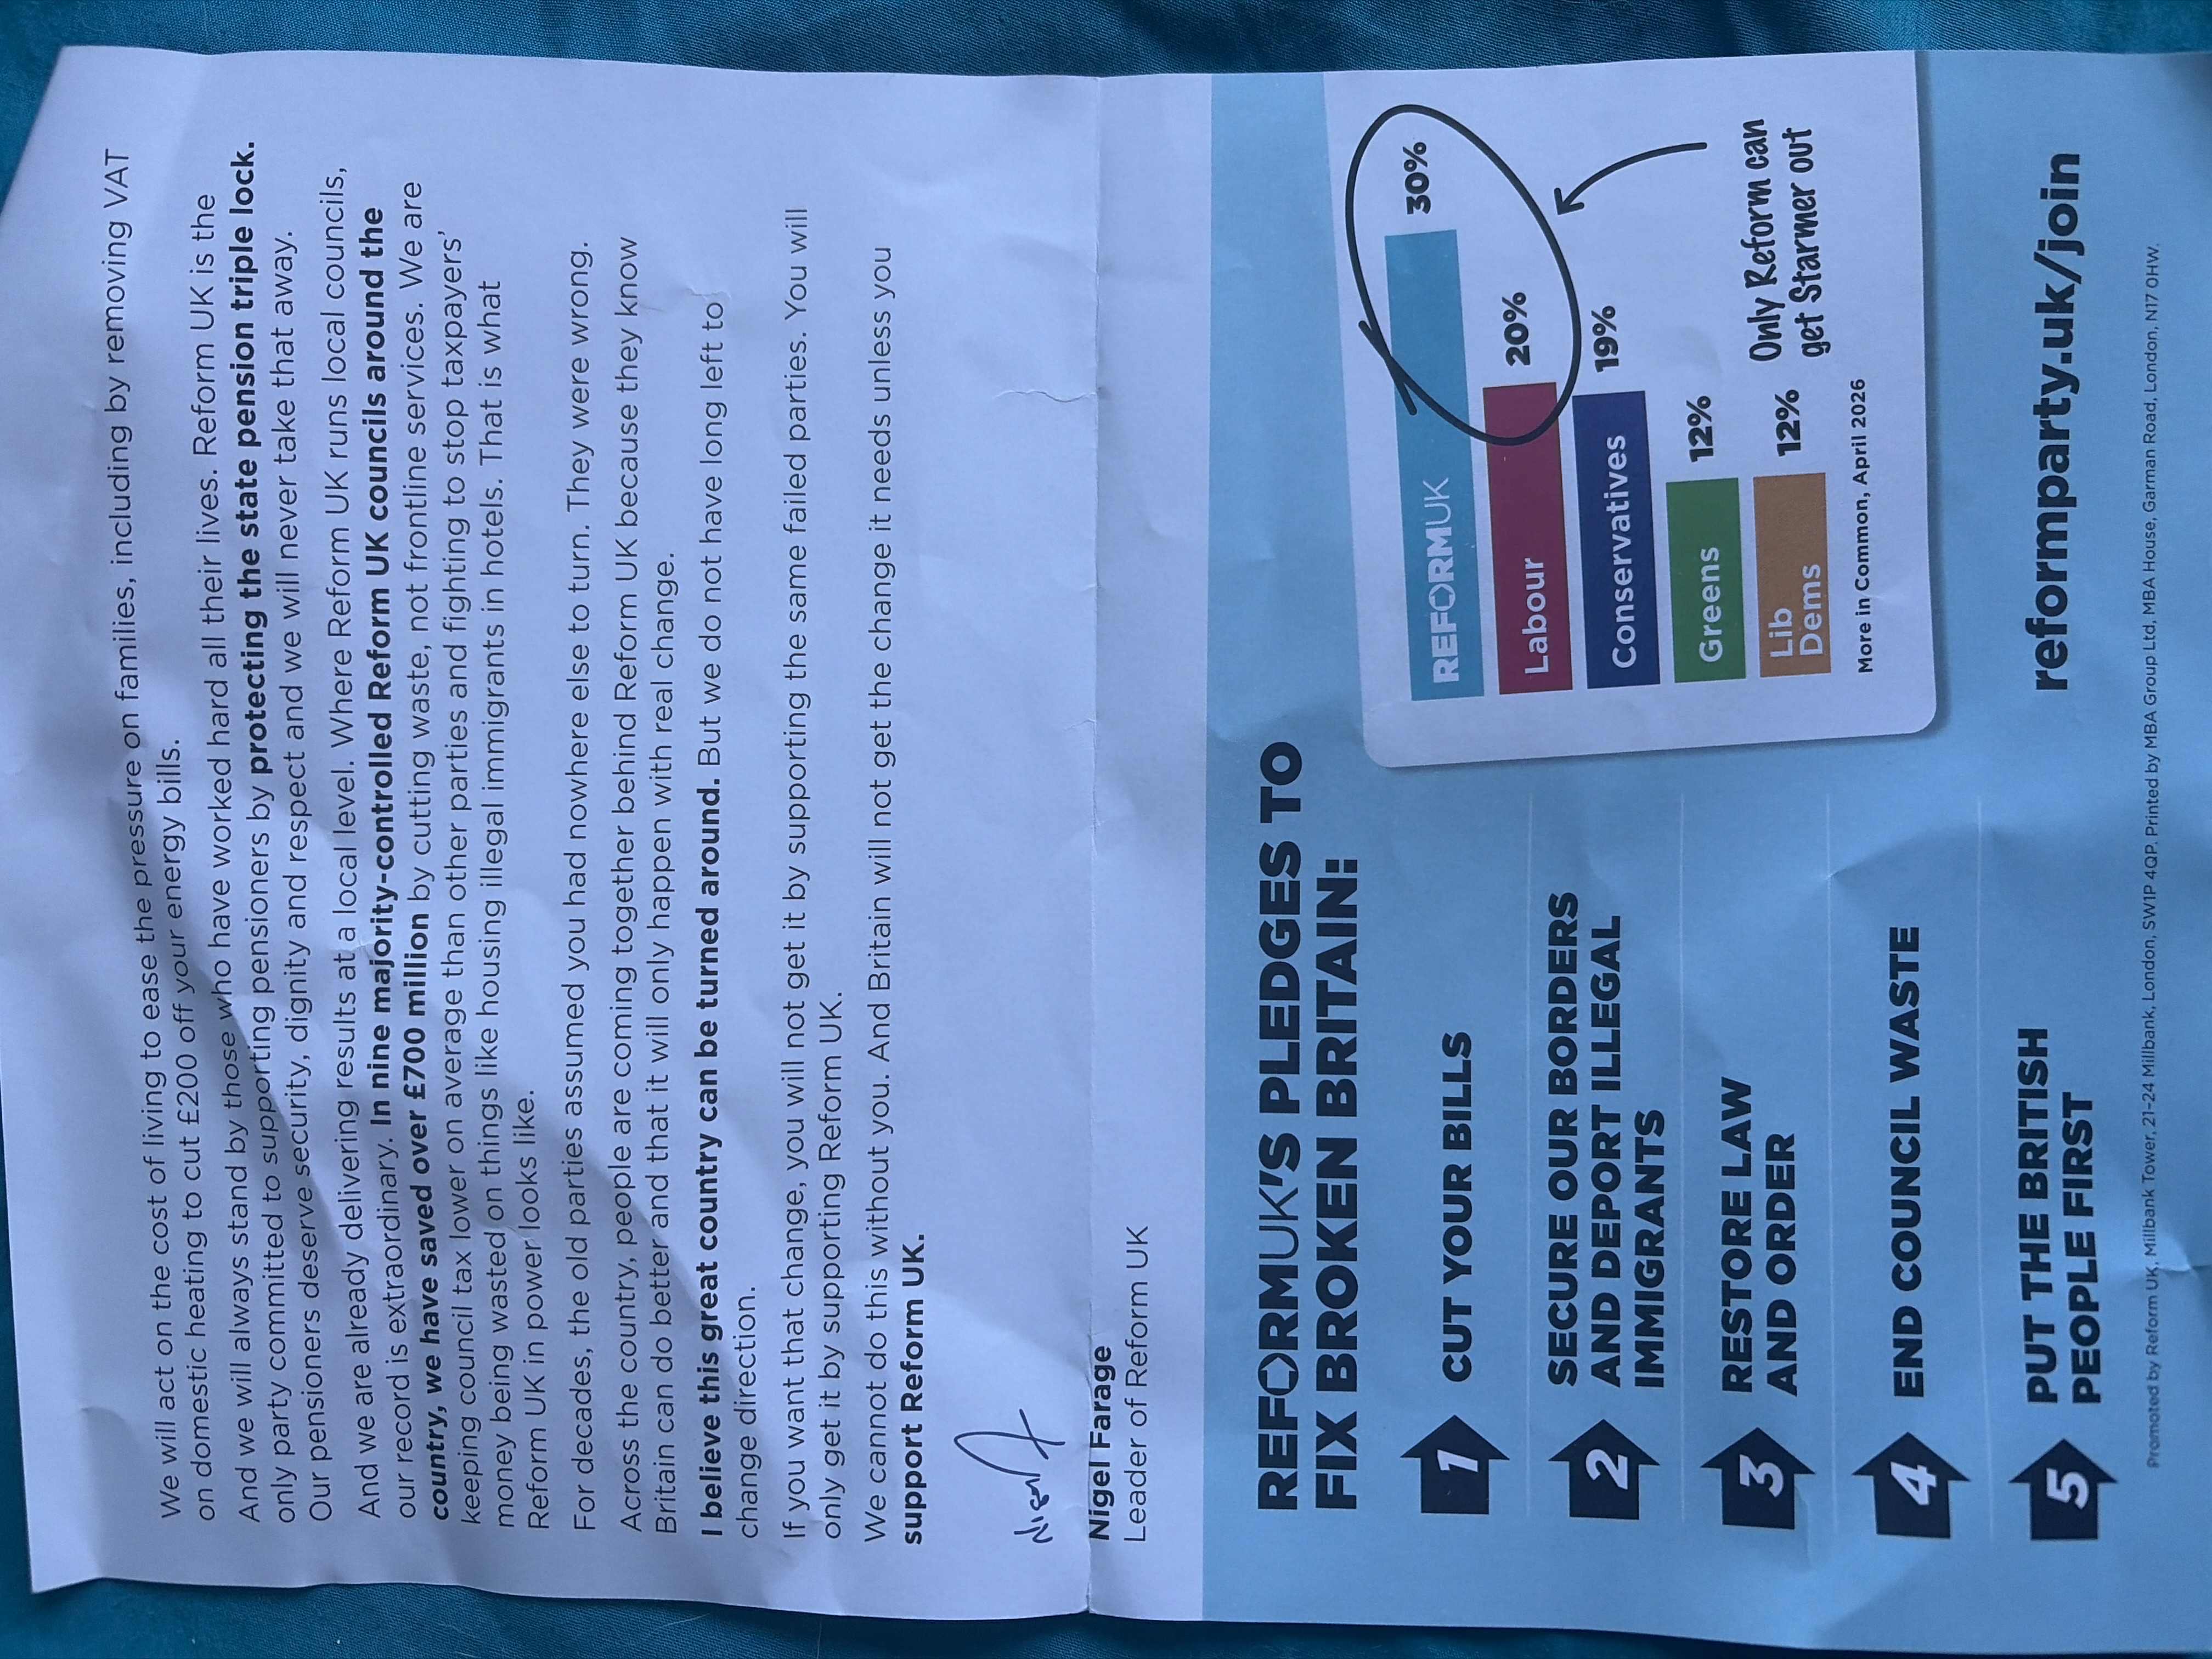 We will act on the cost of living to ease the pressure on families, including by removing VAT
on domestic heating to cut £200 off your energy bills.
And we will always stand by those who have worked hard all their lives. Reform UK is the
only party committed to supporting pensioners by protecting the state pension triple lock.
Our pensioners deserve security, dignity and respect and we will never take that away.
And we are already delivering results at a local level. Where Reform UK runs local councils,
our record is extraordinary. In nine majority-controlled Reform UK councils around the
country, we have saved over £700 million by cutting waste, not frontline services. We are
keeping council tax lower on average than other parties and fighting to stop taxpayers'
money being wasted on things like housing illegal immigrants in hotels. That is what
Reform UK in power looks like.
For decades, the old parties assumed you had nowhere else to turn. They were wrong.
Across the country, people are coming together behind Reform UK because they know
Britain can do better and that it will only happen with real change.
I believe this great country can be turned around. But we do not have long left to
change direction.
If you want that change, you will not get it by supporting the same failed parties. You will
only get it by supporting Reform UK.
We cannot do this without you. And Britain will not get the change it needs unless you
support Reform UK.
Nigel
Nigel Farage
Leader of Reform UK
REFORMUK'S PLEDGES TO
FIX BROKEN BRITAIN:
1 CUT YOUR BILLS
2 SECURE OUR BORDERS
AND DEPORT ILLEGAL
IMMIGRANTS
3 RESTORE LAW
AND ORDER
4 END COUNCIL WASTE
5 PUT THE BRITISH
PEOPLE FIRST
REFORMUK 30%
Labour 20%
Conservatives 19%
Greens 12%
Lib
Dems 12%
Only Reform can
get Starmer out
More in Common, April 2026
reformparty.uk/join
Promoted by Reform UK, Millbank Tower, 21-24 Millbank, London, SW1P 4QP. Printed by MBA Group Ltd, MBA House, Garman Road, London, N17 0HW.